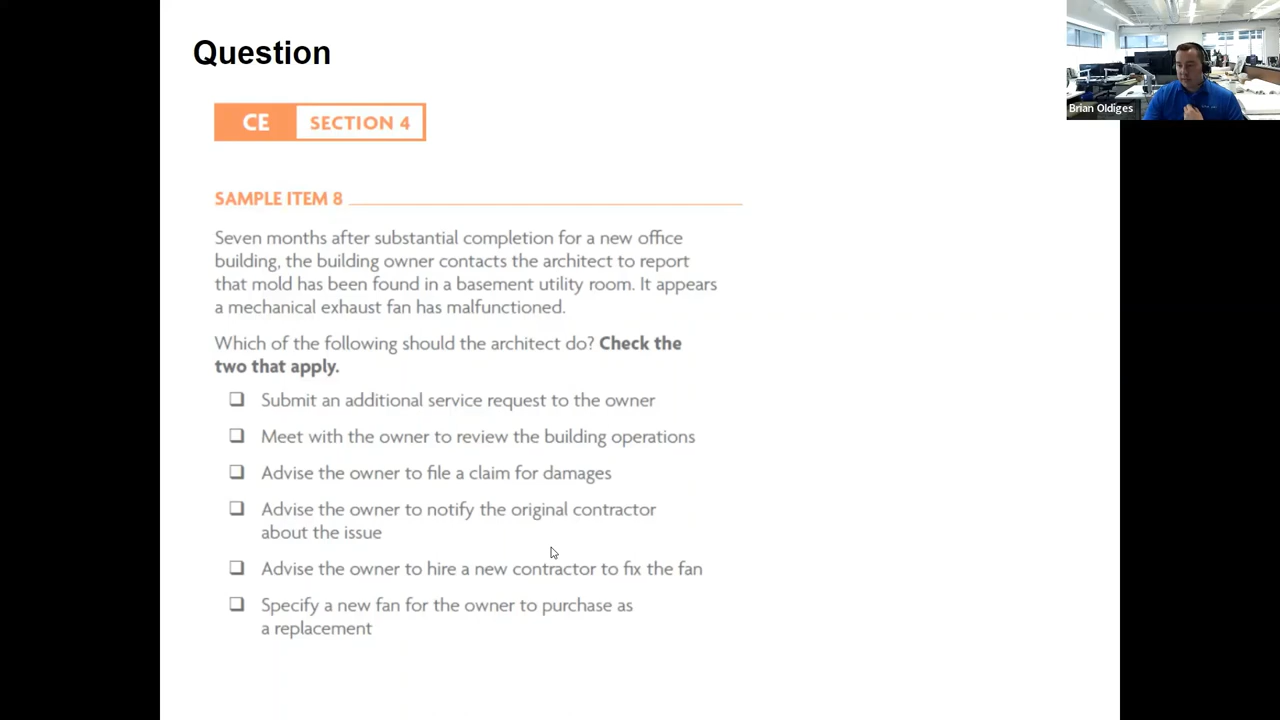 Question
CE SECTION 4
Brian Oldiges
SAMPLE ITEM 8
Seven months after substantial completion for a new office
building, the building owner contacts the architect to report
that mold has been found in a basement utility room. It appears
a mechanical exhaust fan has malfunctioned.
Which of the following should the architect do? Check the
two that apply.
Submit an additional service request to the owner
Meet with the owner to review the building operations
Advise the owner to file a claim for damages
Advise the owner to notify the original contractor
about the issue
Advise the owner to hire a new contractor to fix the fan
Specify a new fan for the owner to purchase as
a replacement